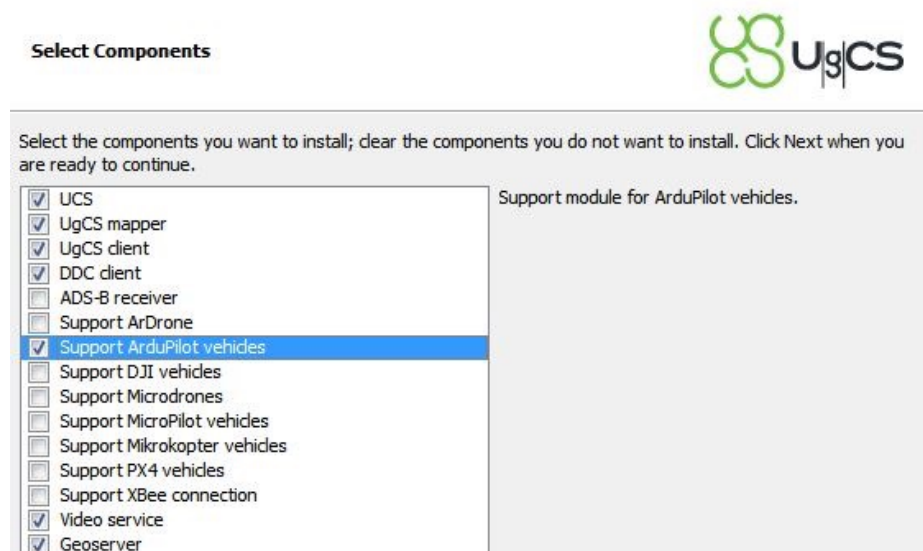 Select Components
UgCS
Select the components you want to install; clear the components you do not want to install. Click Next when you
are ready to continue.
UCS
Support module for ArduPilot vehicles.
UgCS mapper
UgCS client
DDC client
ADS-B receiver
Support ArDrone
Support ArduPilot vehicles
Support DJI vehicles
Support Microdrones
Support MicroPilot vehicles
Support Mikrokopter vehicles
Support PX4 vehicles
Support XBee connection
Video service
Geoserver